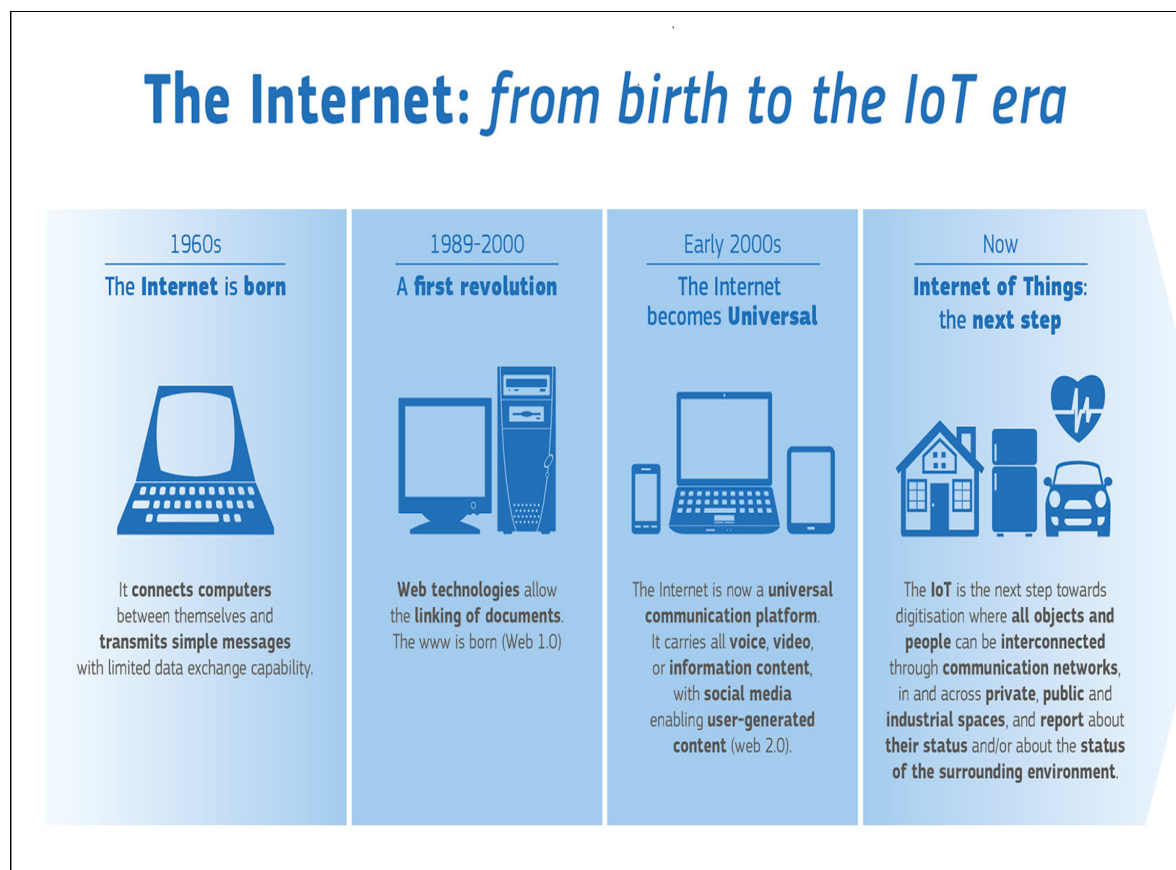 The Internet: from birth to the IoT era
1960s
The Internet is born
It connects computers
between themselves and
transmits simple messages
with limited data exchange capability.
1989-2000
A first revolution
Web technologies allow
the linking of documents.
The www is born (Web 1.0)
Early 2000s
The Internet
becomes Universal
The Internet is now a universal
communication platform.
It carries all voice, video,
or information content,
with social media
enabling user-generated
content (web 2.0).
Now
Internet of Things:
the next step
The IoT is the next step towards
digitisation where all objects and
people can be interconnected
through communication networks,
in and across private, public and
industrial spaces, and report about
their status and/or about the status
of the surrounding environment.